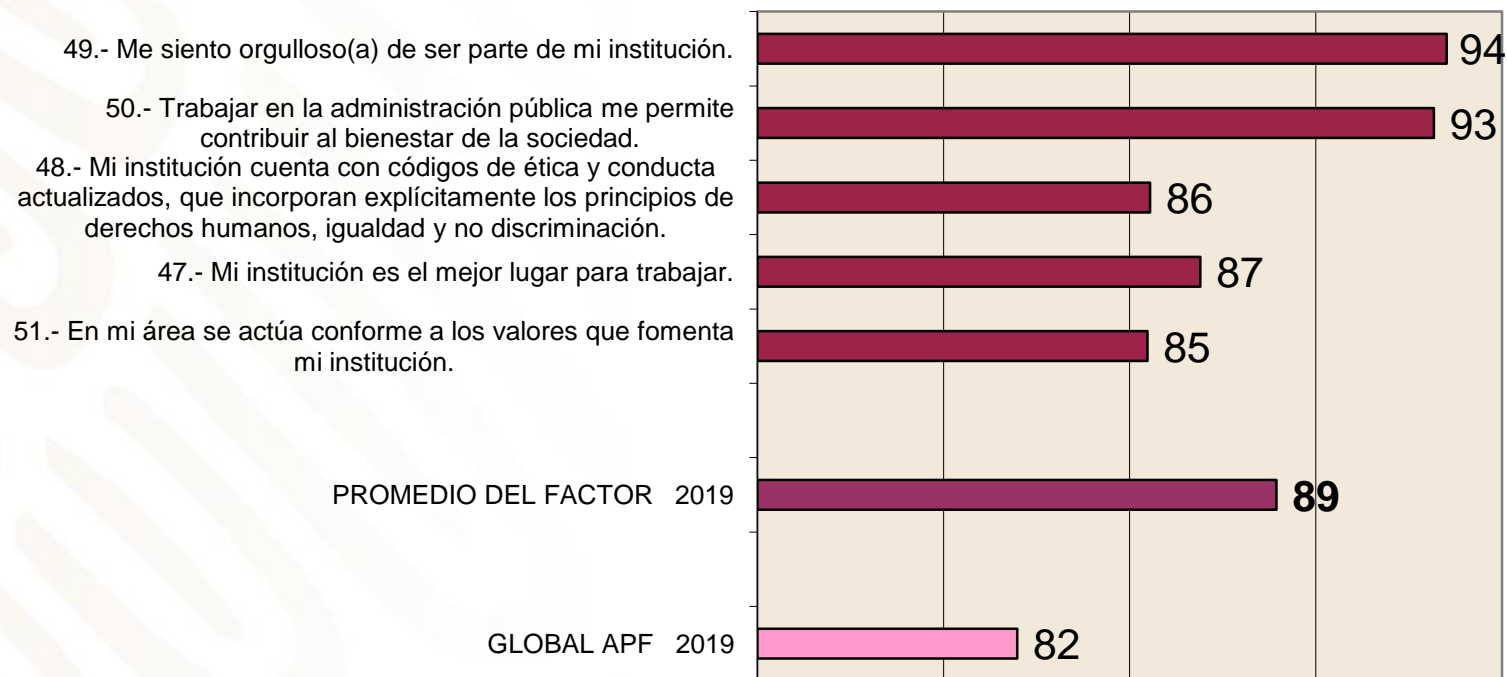 49.- Me siento orgulloso(a) de ser parte de mi institución.
94
50.- Trabajar en la administración pública me permite
contribuir al bienestar de la sociedad.
93
48.- Mi institución cuenta con códigos de ética y conducta
actualizados, que incorporan explícitamente los principios de
derechos humanos, igualdad y no discriminación.
86
47.- Mi institución es el mejor lugar para trabajar.
87
51.- En mi área se actúa conforme a los valores que fomenta
mi institución.
85
PROMEDIO DEL FACTOR 2019
89
GLOBAL APF 2019
82